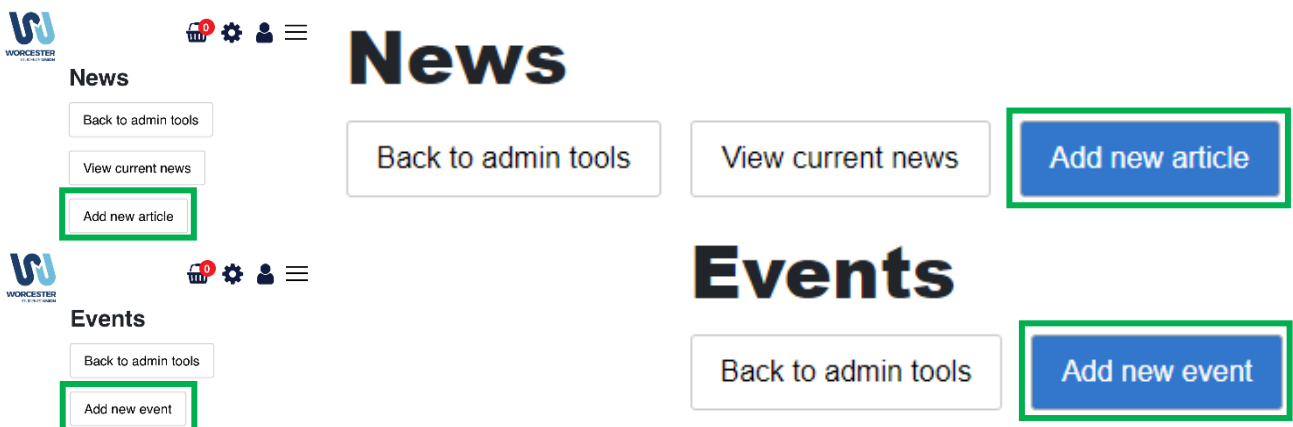 WORCESTER
0
News
Back to admin tools
View current news
Add new article
WORCESTER
0
Events
Back to admin tools
Add new event
News
Back to admin tools
View current news
Add new article
Events
Back to admin tools
Add new event